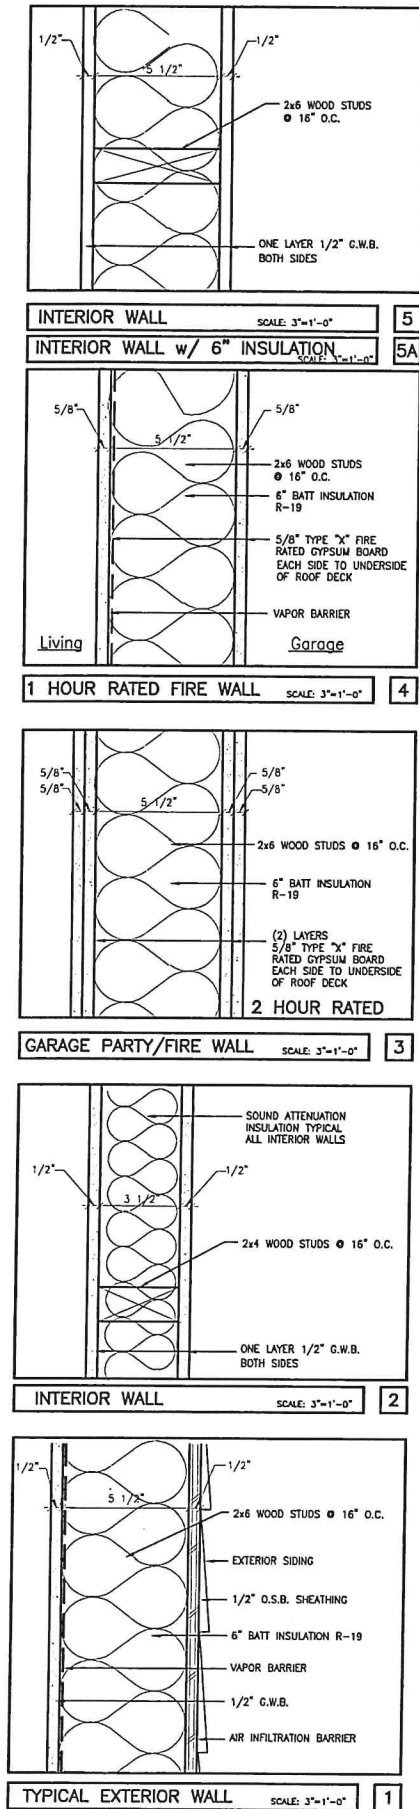 1/2"
1/2"
5 1/2"
2x6 WOOD STUDS
@ 16" O.C.
ONE LAYER 1/2" G.W.B.
BOTH SIDES
INTERIOR WALL SCALE: 3"=1'-0" 5
INTERIOR WALL w/ 6" INSULATION SCALE: 3"=1'-0" 5A
5/8"
5/8"
5 1/2"
2x6 WOOD STUDS
@ 16" O.C.
6" BATT INSULATION
R-19
5/8" TYPE "X" FIRE
RATED GYPSUM BOARD
EACH SIDE TO UNDERSIDE
OF ROOF DECK
VAPOR BARRIER
Living Garage
1 HOUR RATED FIRE WALL SCALE: 3"=1'-0" 4
5/8"
5/8"
5/8"
5/8"
5 1/2"
2x6 WOOD STUDS @ 16" O.C.
6" BATT INSULATION
R-19
(2) LAYERS
5/8" TYPE "X" FIRE
RATED GYPSUM BOARD
EACH SIDE TO UNDERSIDE
OF ROOF DECK
2 HOUR RATED
GARAGE PARTY/FIRE WALL SCALE: 3"=1'-0" 3
SOUND ATTENUATION
INSULATION TYPICAL
ALL INTERIOR WALLS
1/2"
1/2"
3 1/2"
2x4 WOOD STUDS @ 16" O.C.
ONE LAYER 1/2" G.W.B.
BOTH SIDES
INTERIOR WALL SCALE: 3"=1'-0" 2
1/2"
1/2"
5 1/2"
2x6 WOOD STUDS @ 16" O.C.
EXTERIOR SIDING
1/2" O.S.B. SHEATHING
6" BATT INSULATION R-19
VAPOR BARRIER
1/2" G.W.B.
AIR INFILTRATION BARRIER
TYPICAL EXTERIOR WALL SCALE: 3"=1'-0" 1